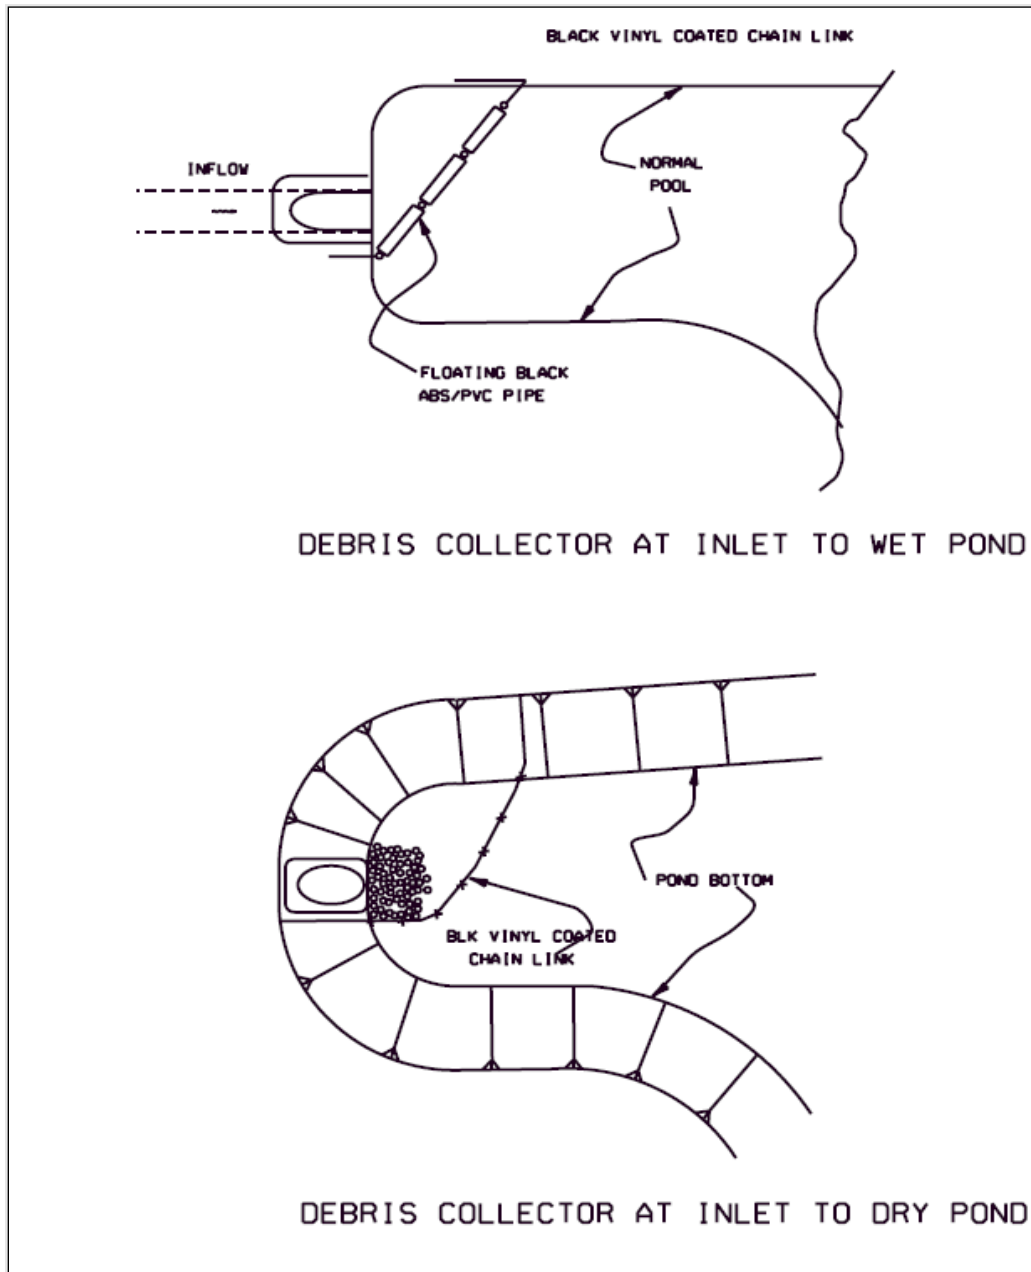 BLACK VINYL COATED CHAIN LINK
INFLOW
NORMAL
POOL
FLOATING BLACK
ABS/PVC PIPE
DEBRIS COLLECTOR AT INLET TO WET POND
POND BOTTOM
BLK VINYL COATED
CHAIN LINK
DEBRIS COLLECTOR AT INLET TO DRY POND